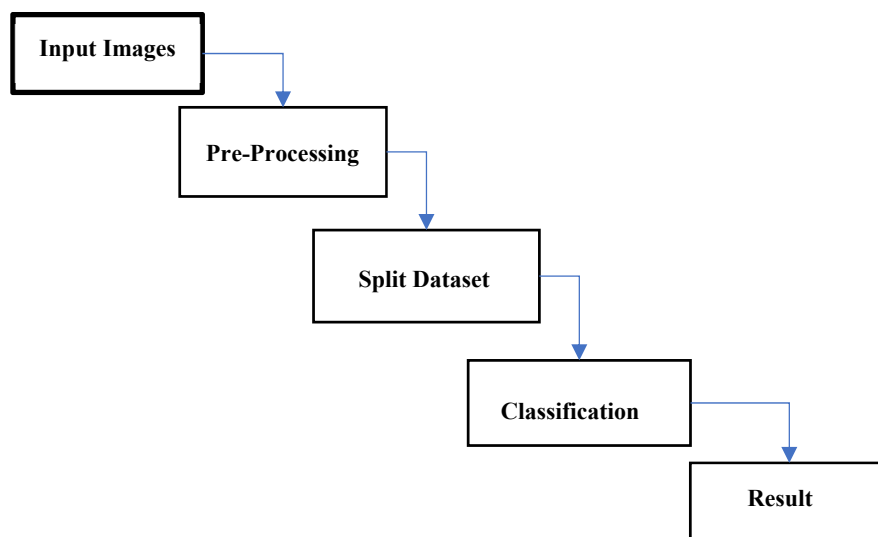 Input Images
Pre-Processing
Split Dataset
Classification
Result